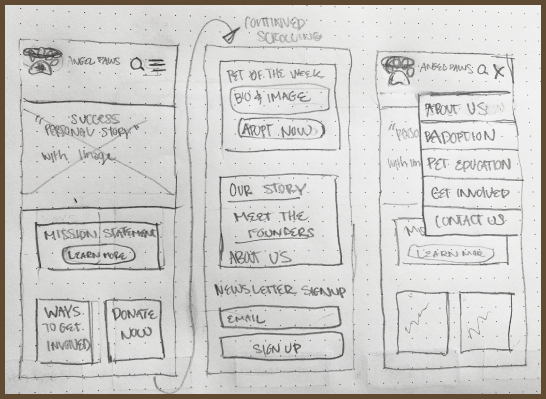 CONTINUED
SCROLLING
ANGEL PAWS
"SUCCESS
PERSONAL STORY"
with Image
MISSION STATEMENT
LEARN MORE
WAYS
TO GET
INVOLVED
DONATE
NOW
PET OF THE WEEK
BIO & IMAGE
ADOPT NOW
OUR STORY
MEET THE
FOUNDERS
ABOUT US
NEWSLETTER SIGNUP
EMAIL
SIGN UP
ANGEL PAWS
X
ABOUT US
ADOPTION
PET EDUCATION
GET INVOLVED
CONTACT US
"PERSO
with Im
LEARN MORE